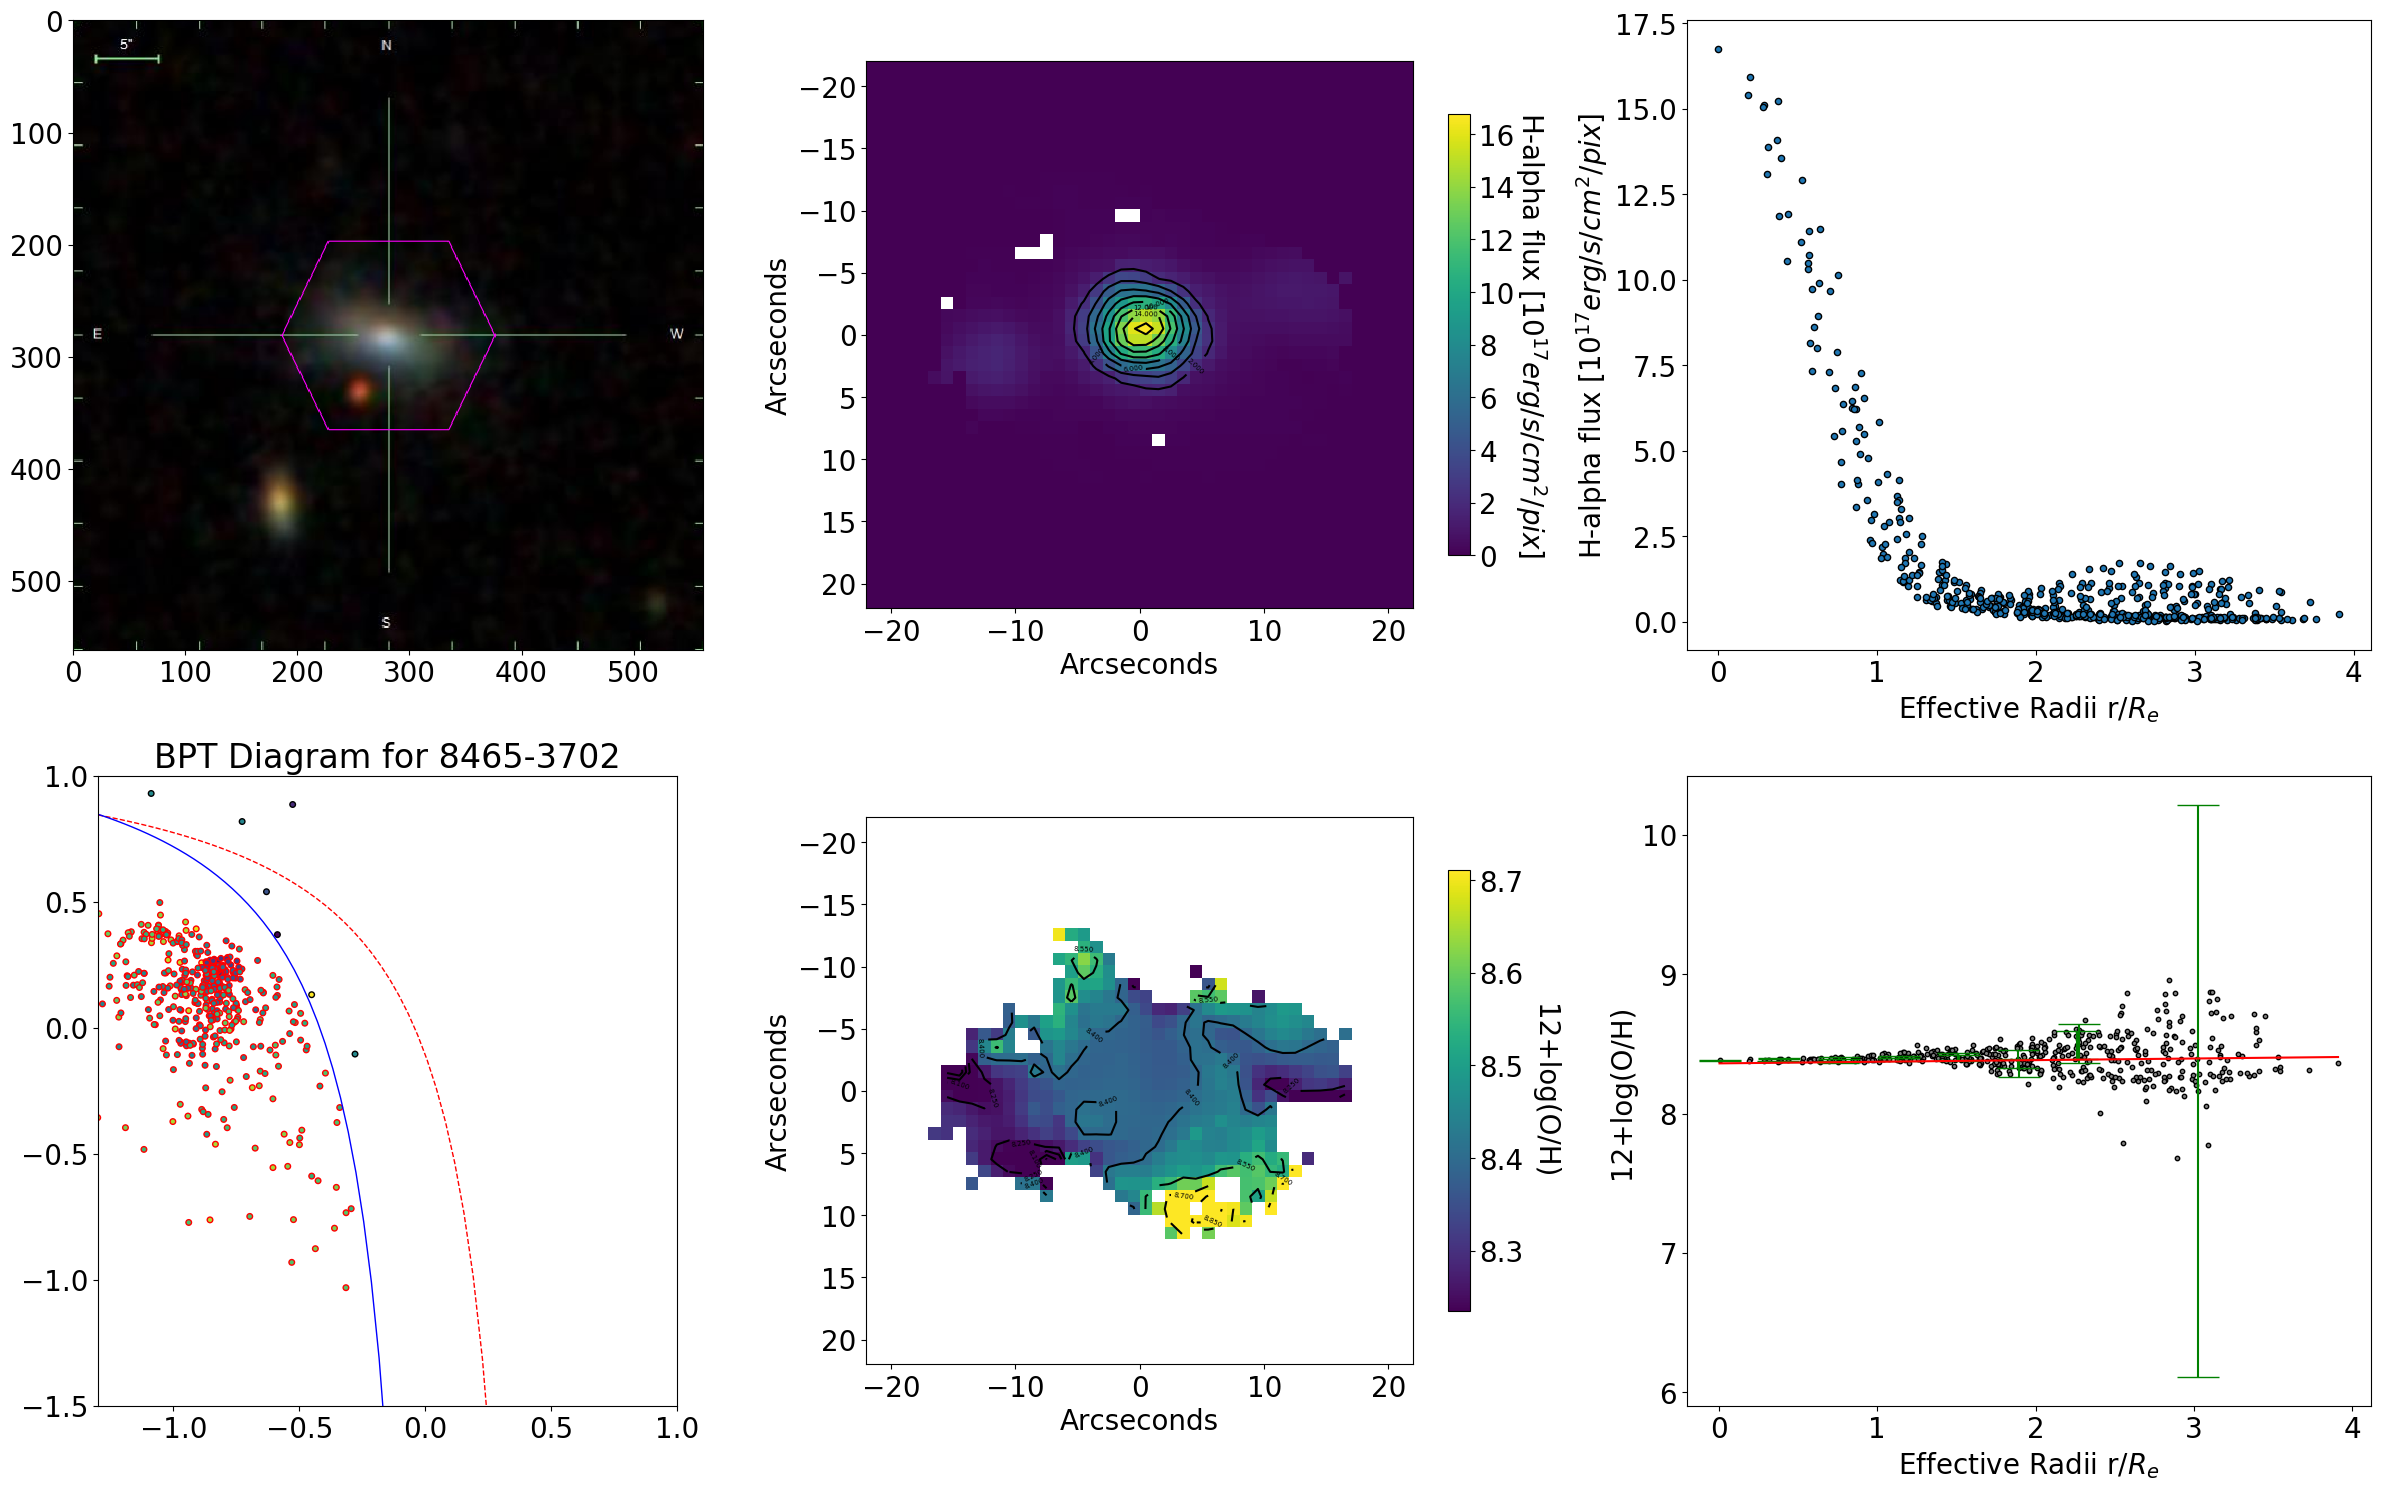 0
100
200
300
400
500
5"
N
E
W
S
0 100 200 300 400 500
−20
−15
−10
−5
0
5
10
15
20
Arcseconds
−20 −10 0 10 20
Arcseconds
16
14
12
10
8
6
4
2
0
H-alpha flux [10^{17}erg/s/cm^2/pix]
H-alpha flux [10^{17}erg/s/cm^2/pix]
17.5
15.0
12.5
10.0
7.5
5.0
2.5
0.0
0 1 2 3 4
Effective Radii r/R_e
BPT Diagram for 8465-3702
1.0
0.5
0.0
−0.5
−1.0
−1.5
−1.0 −0.5 0.0 0.5 1.0
−20
−15
−10
−5
0
5
10
15
20
Arcseconds
−20 −10 0 10 20
Arcseconds
8.7
8.6
8.5
8.4
8.3
12+log(O/H)
12+log(O/H)
10
9
8
7
6
0 1 2 3 4
Effective Radii r/R_e